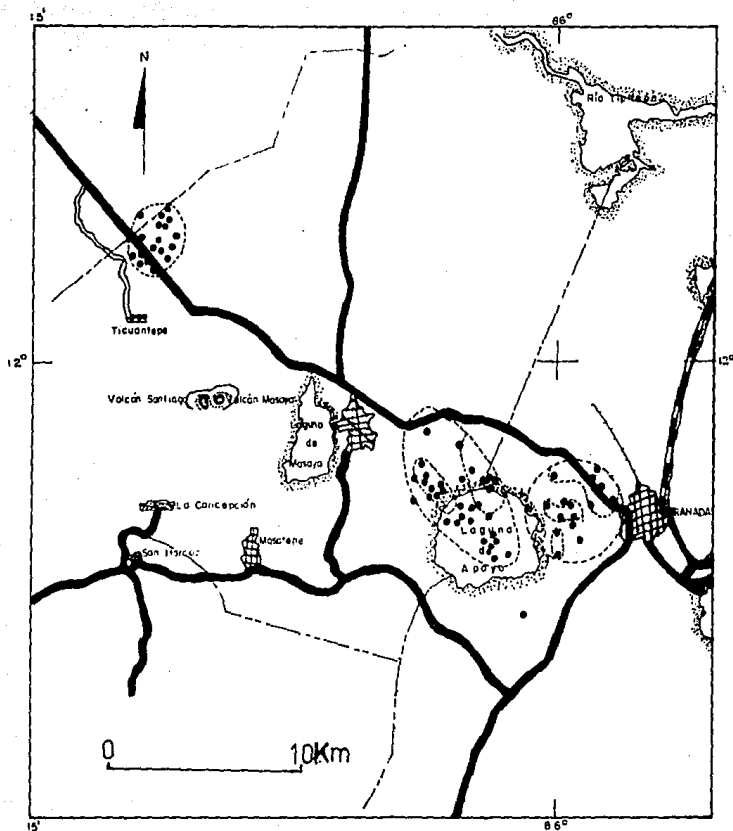 15'
86°
N
Río Tipitapa
Ticuantepe
12°
12°
Volcán Santiago
Volcán Masaya
Laguna
de
Masaya
La Concepción
GRANADA
San Marcos
Masatepe
Laguna
de
Apoyo
0
10Km
15'
86°